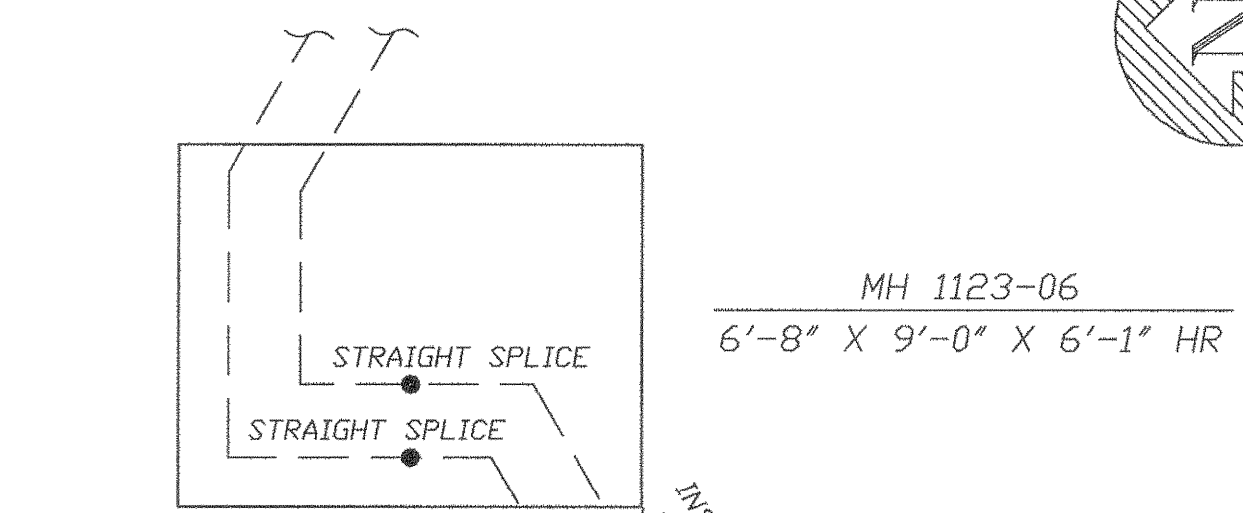 MH 1123-06
6'-8" X 9'-0" X 6'-1" HR
STRAIGHT SPLICE
STRAIGHT SPLICE